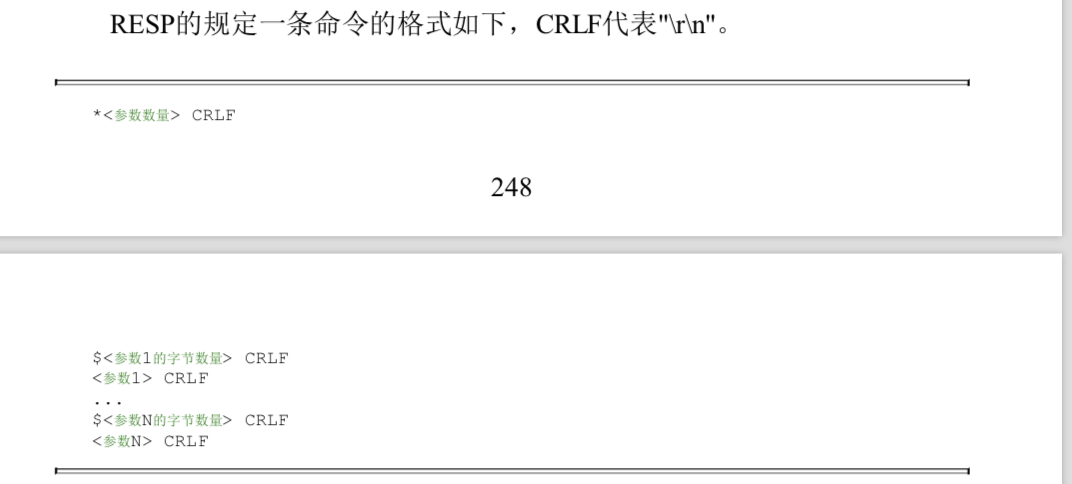 RESP的规定一条命令的格式如下，CRLF代表"\r\n"。
*<参数数量> CRLF
248
$<参数1的字节数量> CRLF
<参数1> CRLF
...
$<参数N的字节数量> CRLF
<参数N> CRLF